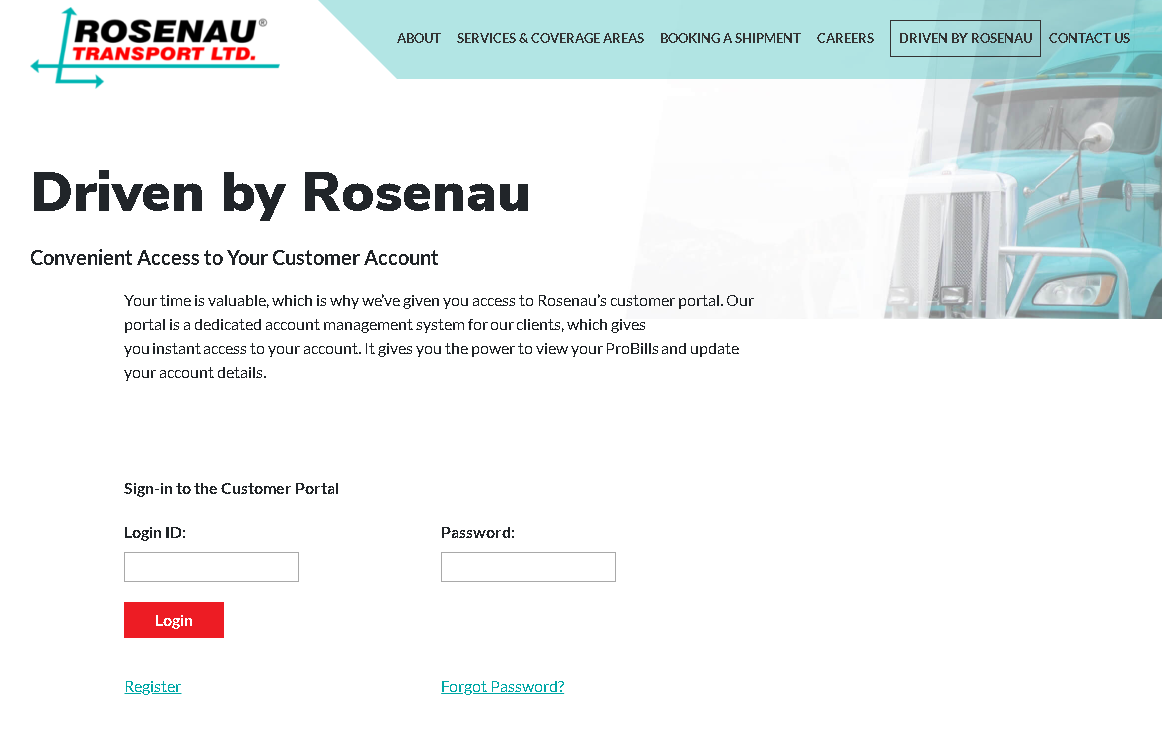 ROSENAU®
TRANSPORT LTD.
ABOUT SERVICES & COVERAGE AREAS BOOKING A SHIPMENT CAREERS DRIVEN BY ROSENAU CONTACT US
Driven by Rosenau
Convenient Access to Your Customer Account
Your time is valuable, which is why we’ve given you access to Rosenau’s customer portal. Our
portal is a dedicated account management system for our clients, which gives
you instant access to your account. It gives you the power to view your ProBills and update
your account details.
Sign-in to the Customer Portal
Login ID: Password:
Login
Register Forgot Password?